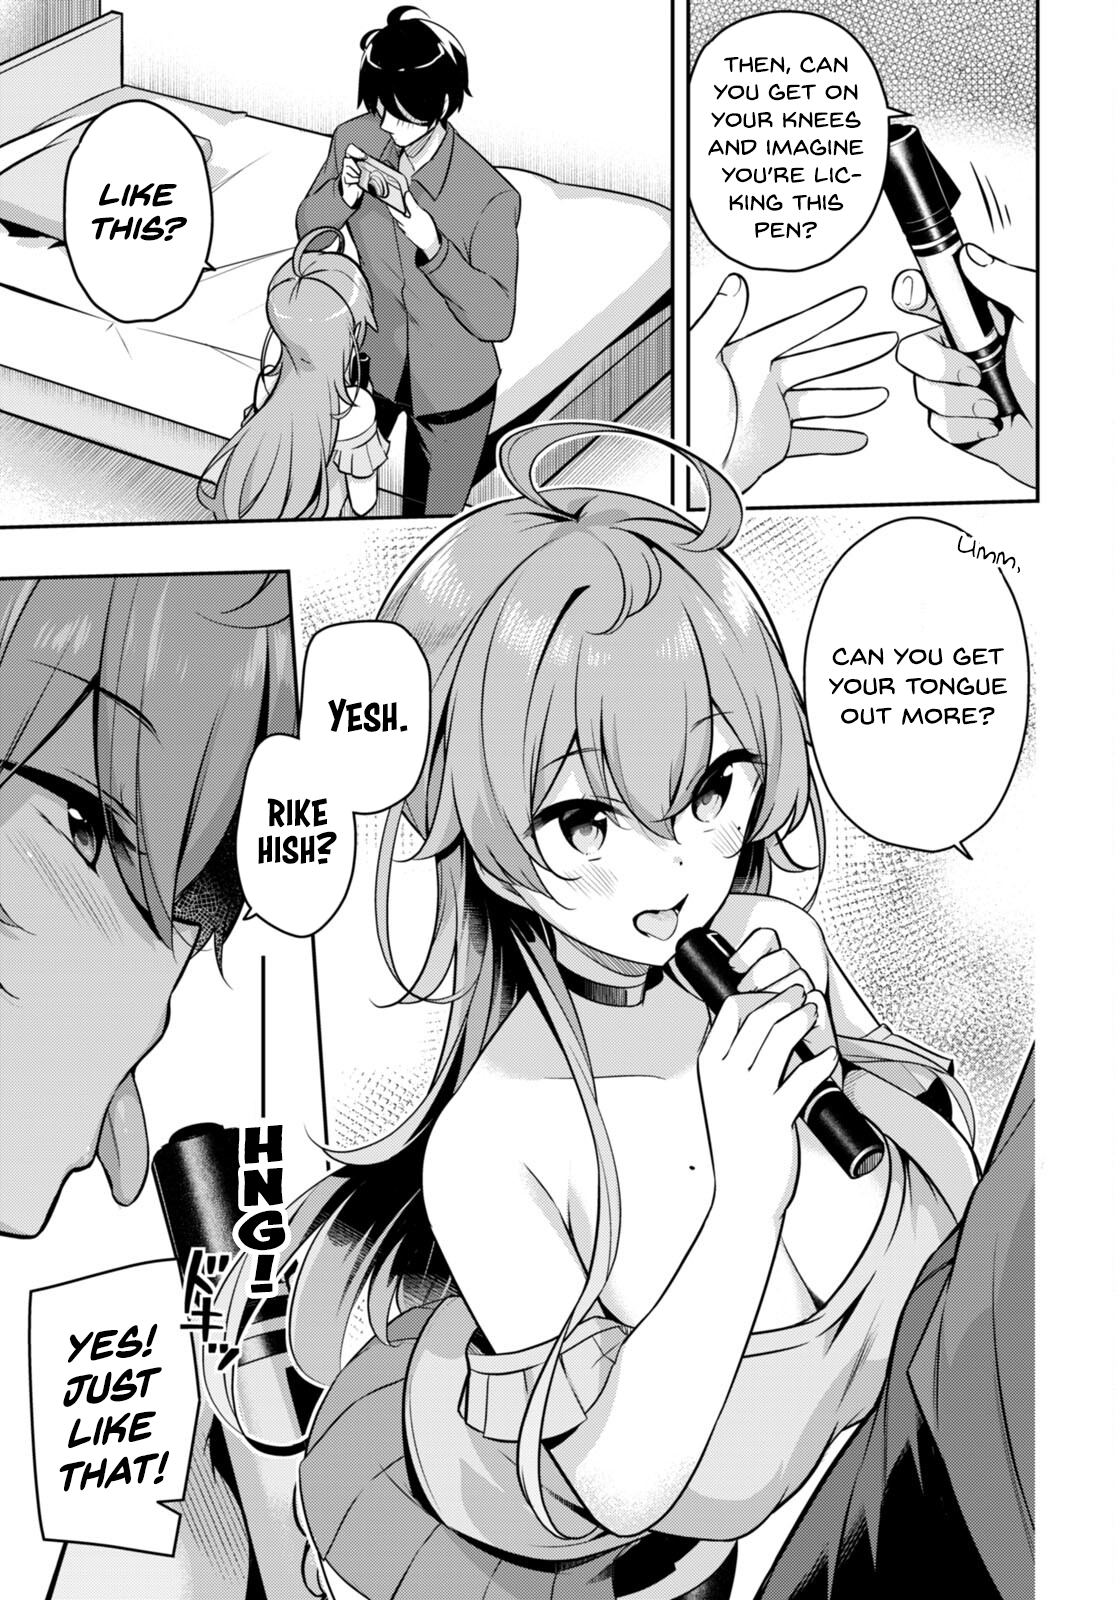 THEN, CAN
YOU GET ON
YOUR KNEES
AND IMAGINE
YOU'RE LIC-
KING THIS
PEN?
LIKE
THIS?
UMM,
CAN YOU GET
YOUR TONGUE
OUT MORE?
YESH.
RIKE
HISH?
HNG!
ドキッ
YES!
JUST
LIKE
THAT!